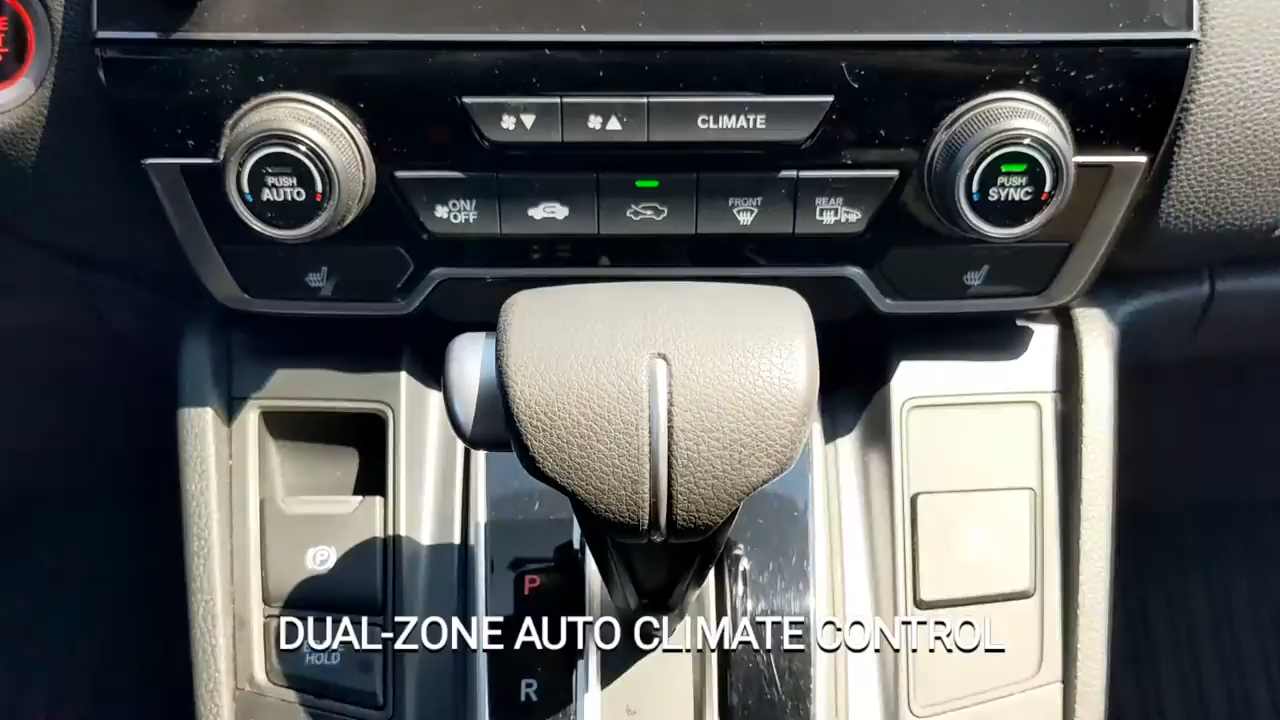 CLIMATE
PUSH
AUTO
PUSH
SYNC
ON/
OFF
FRONT
REAR
P
P
DUAL-ZONE AUTO CLIMATE CONTROL
HOLD
R